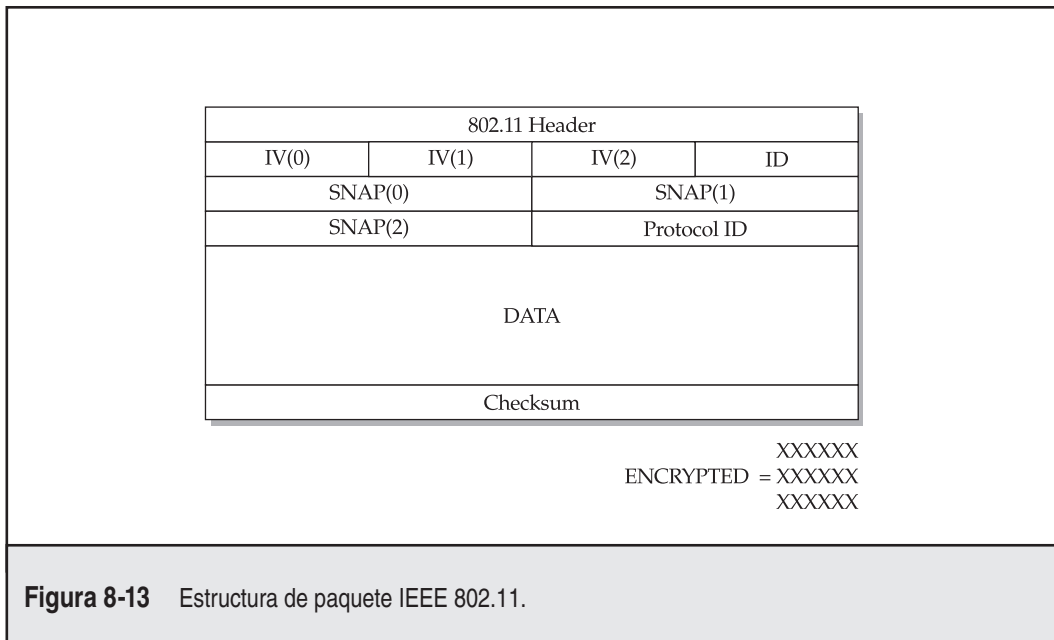 802.11 Header
IV(0) IV(1) IV(2) ID
SNAP(0) SNAP(1)
SNAP(2) Protocol ID
DATA
Checksum
XXXXXX
ENCRYPTED = XXXXXX
XXXXXX
Figura 8-13 Estructura de paquete IEEE 802.11.